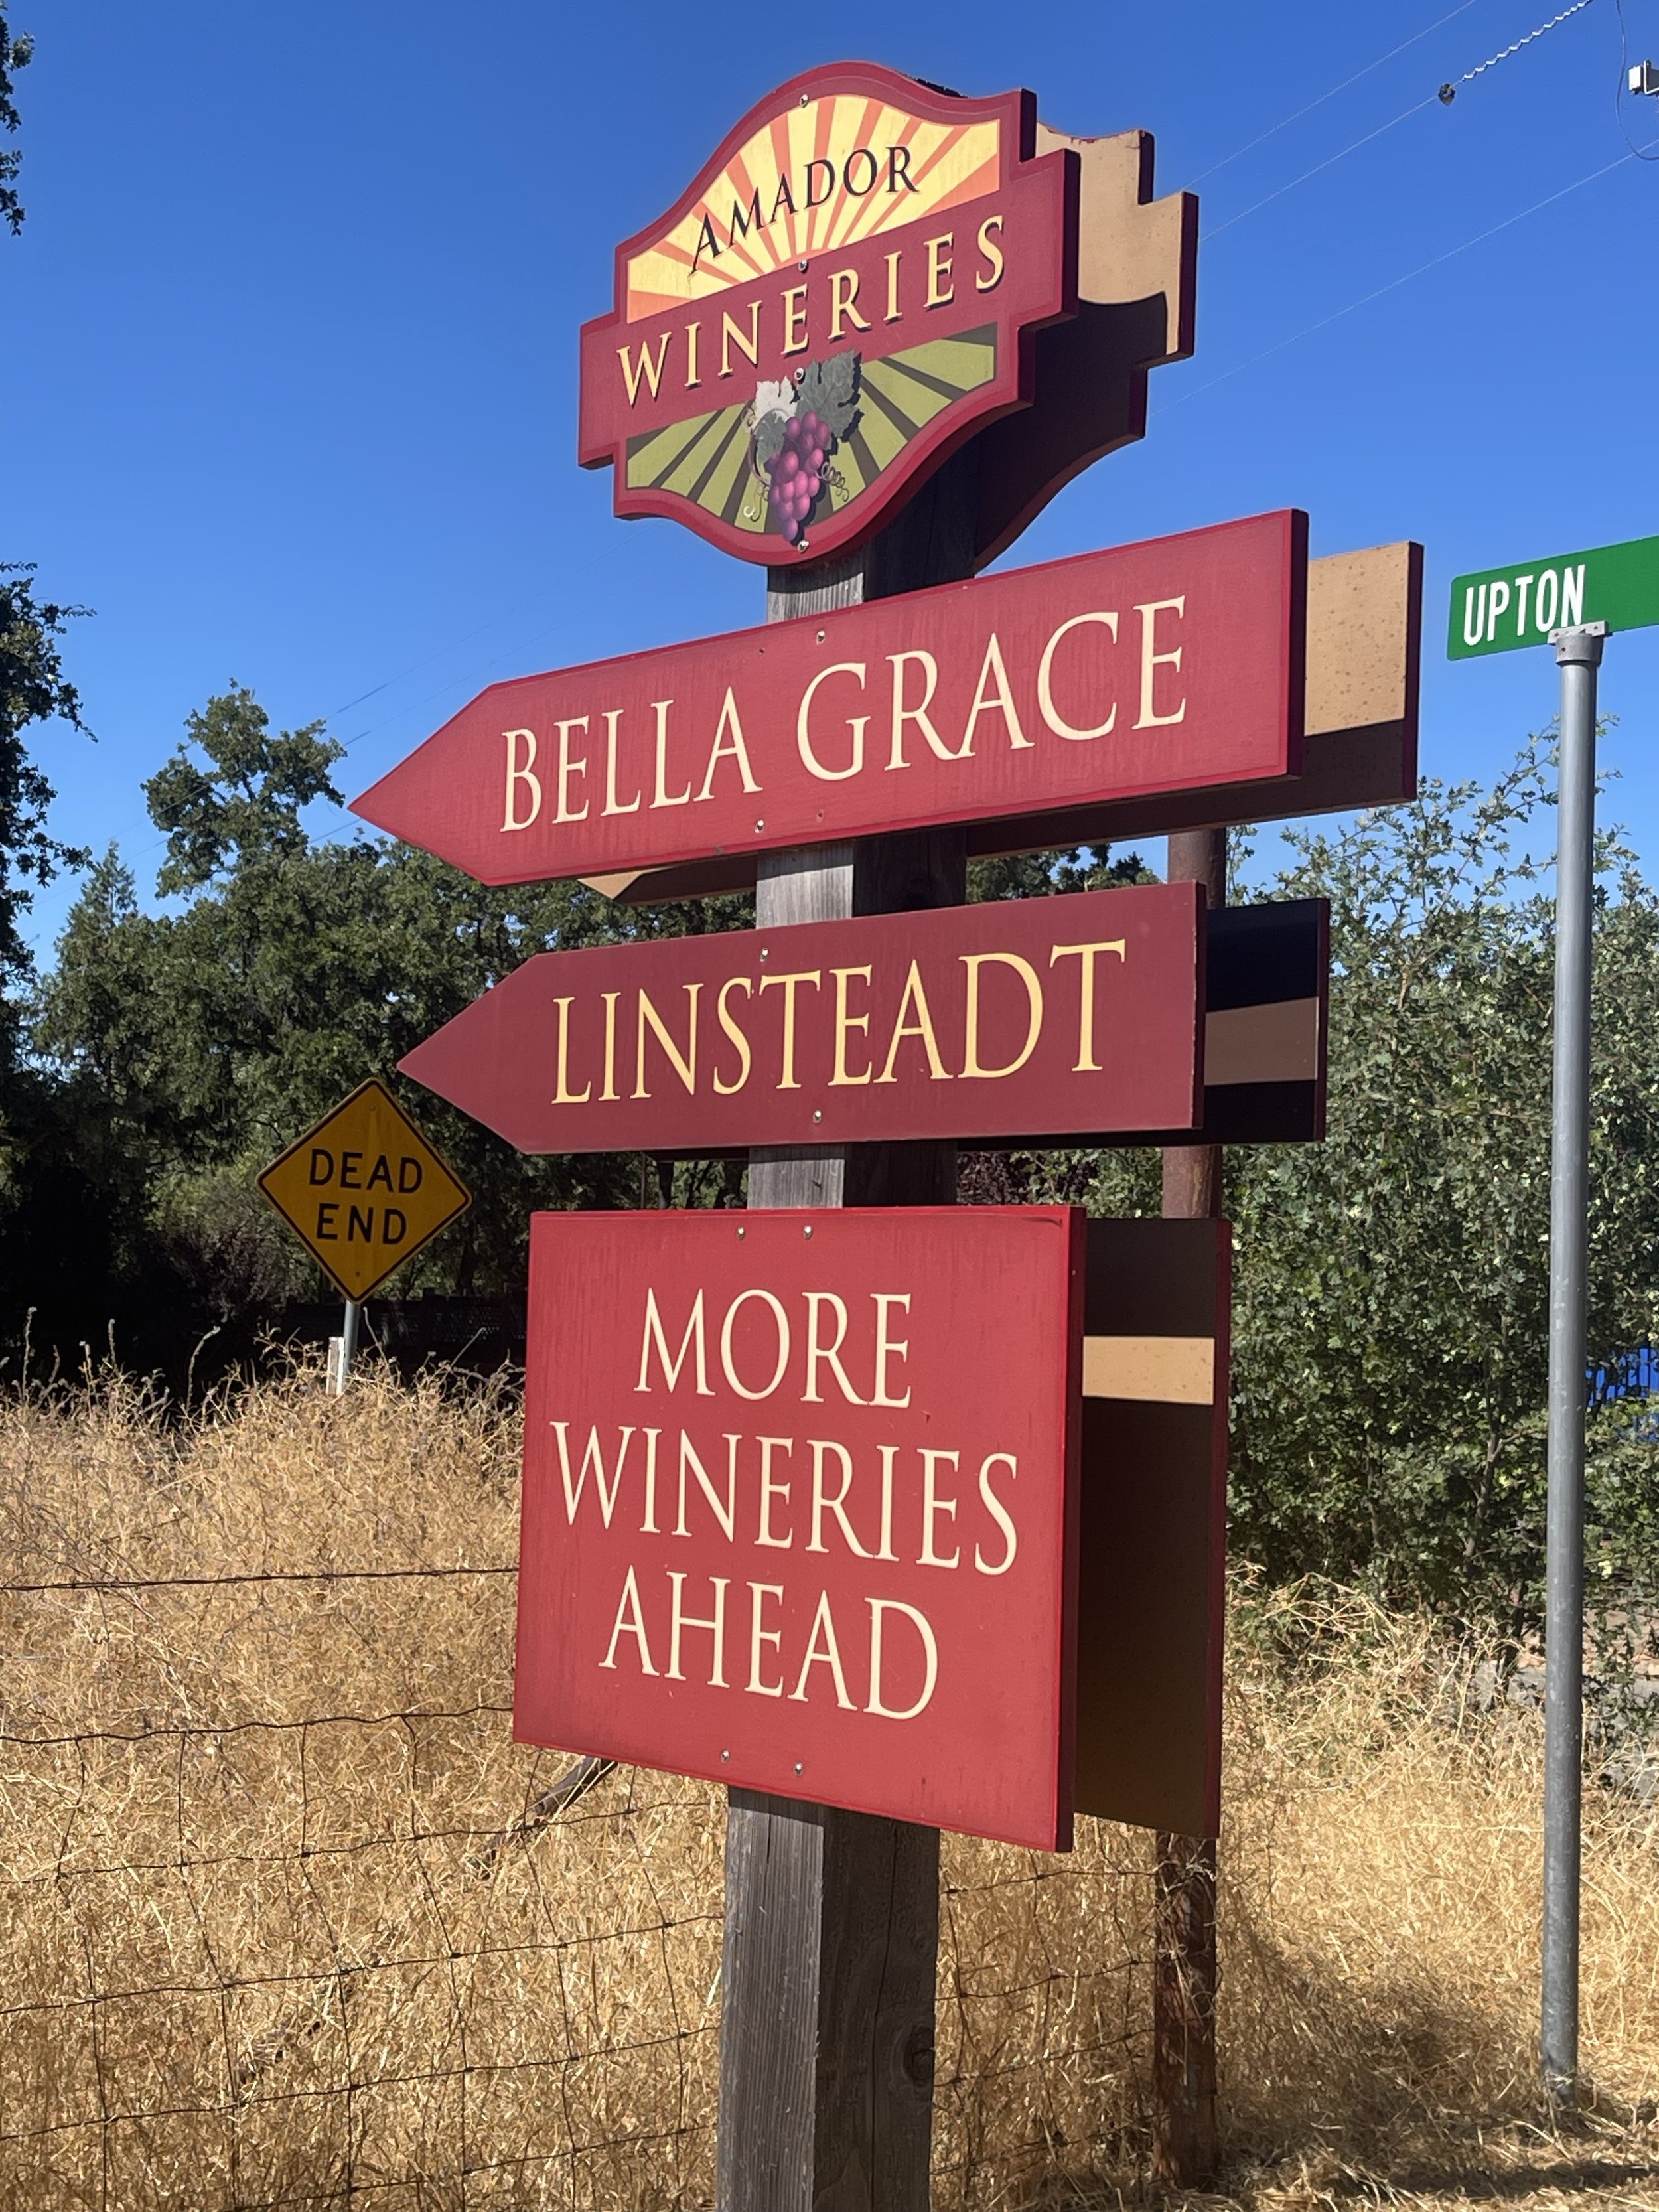 AMADOR
WINERIES
BELLA GRACE
UPTON
LINSTEADT
DEAD
END
MORE
WINERIES
AHEAD